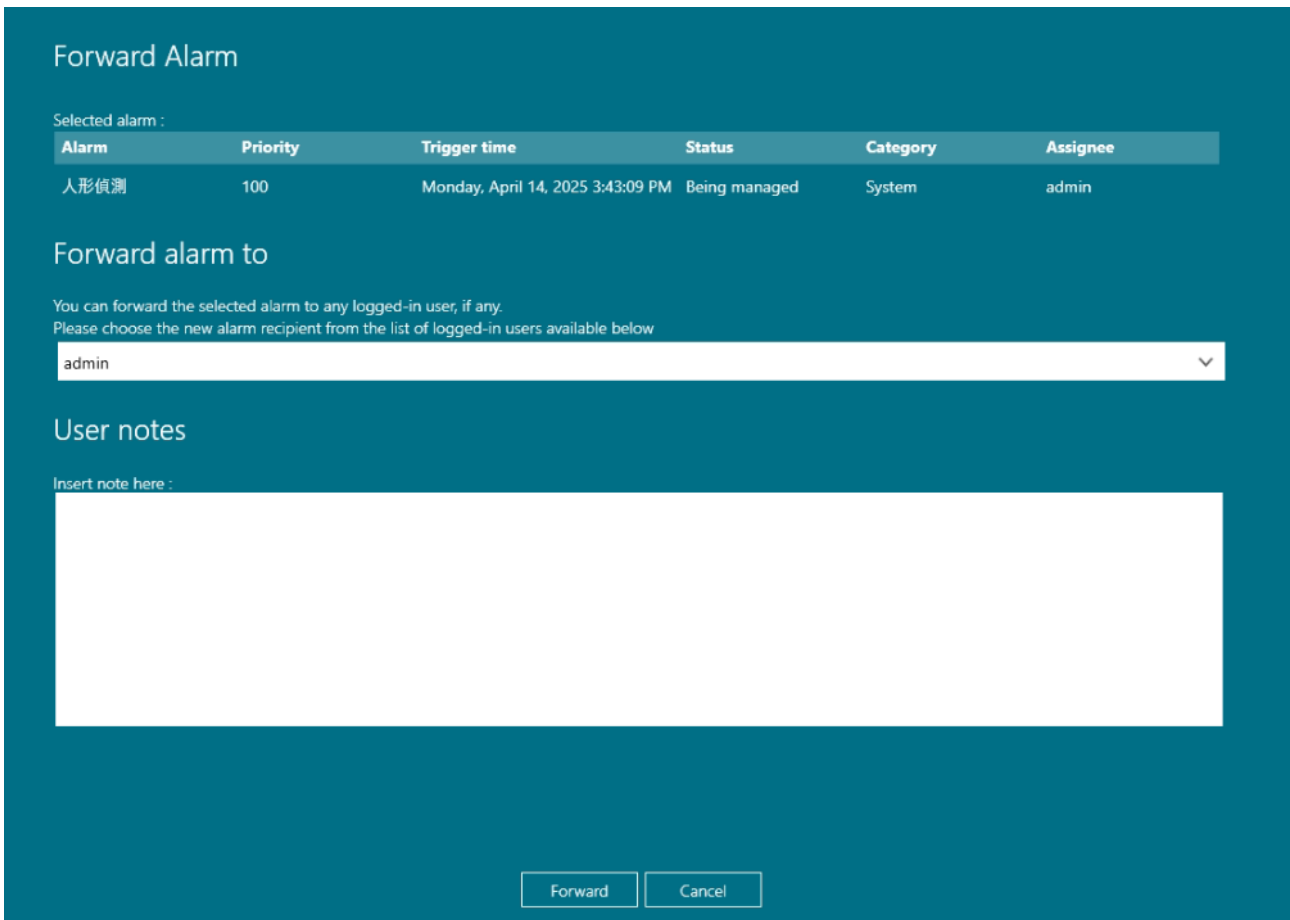 Forward Alarm
Selected alarm :
Alarm Priority Trigger time Status Category Assignee
人形偵測 100 Monday, April 14, 2025 3:43:09 PM Being managed System admin
Forward alarm to
You can forward the selected alarm to any logged-in user, if any.
Please choose the new alarm recipient from the list of logged-in users available below
admin
User notes
Insert note here :
Forward Cancel